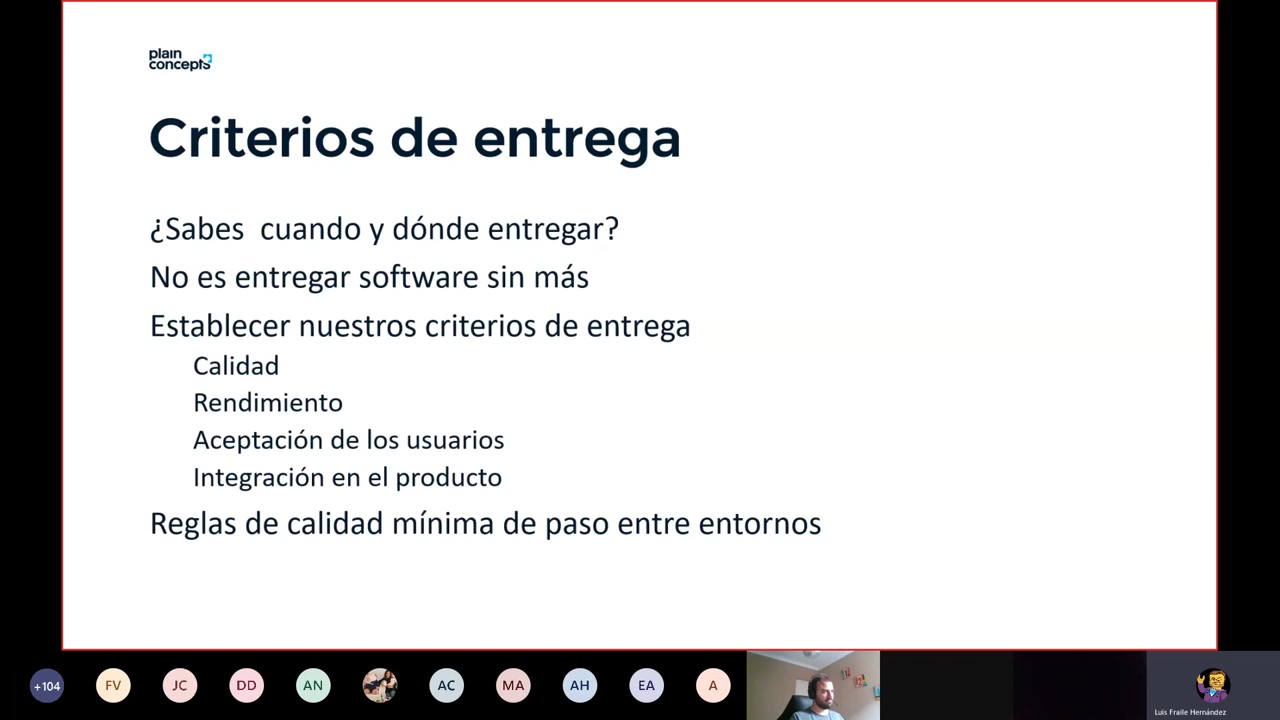 plain
concepts
Criterios de entrega
¿Sabes  cuando y dónde entregar?
No es entregar software sin más
Establecer nuestros criterios de entrega
Calidad
Rendimiento
Aceptación de los usuarios
Integración en el producto
Reglas de calidad mínima de paso entre entornos
+104 FV JC DD AN AC MA AH EA A
Luis Fraile Hernández